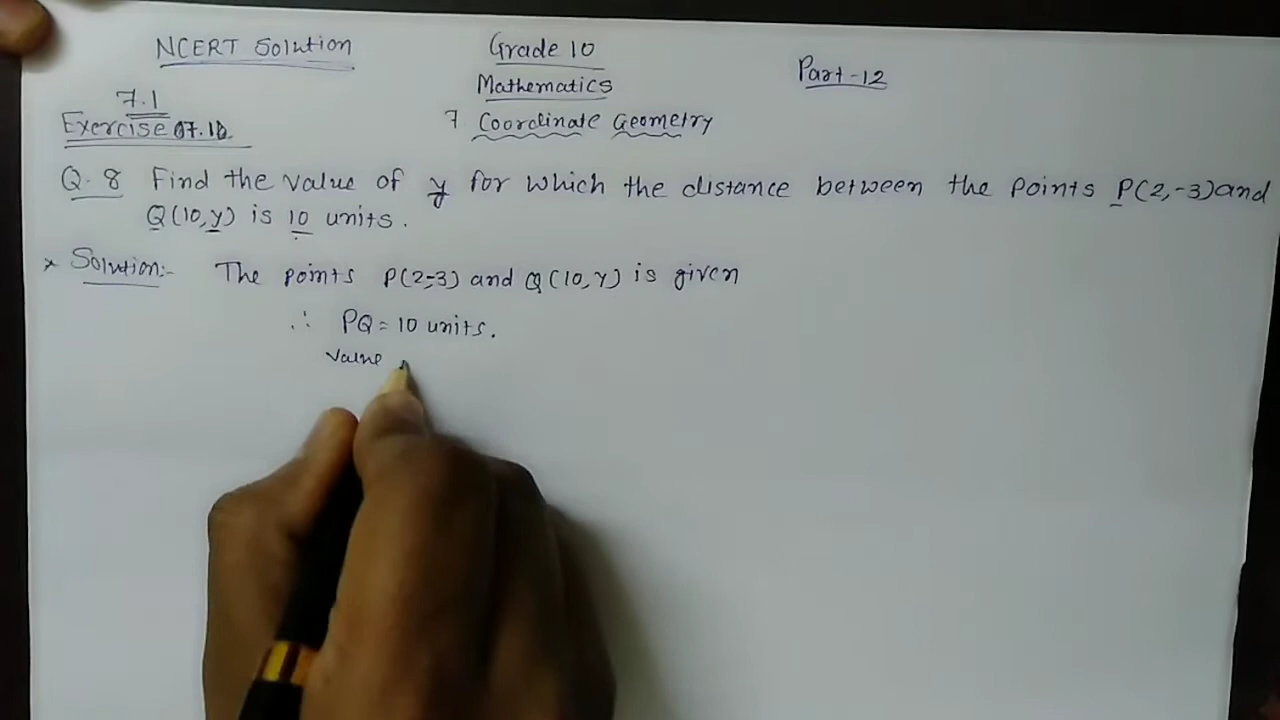 NCERT Solution
Grade 10
Mathematics
Part-12
7.1
Exercise 07.1
7 Coordinate Geometry
Q.8 Find the value of y for which the distance between the points P(2,-3) and
Q(10,y) is 10 units.
* Solution:- The points P(2,-3) and Q(10,Y) is given
∴ PQ = 10 units.
Value